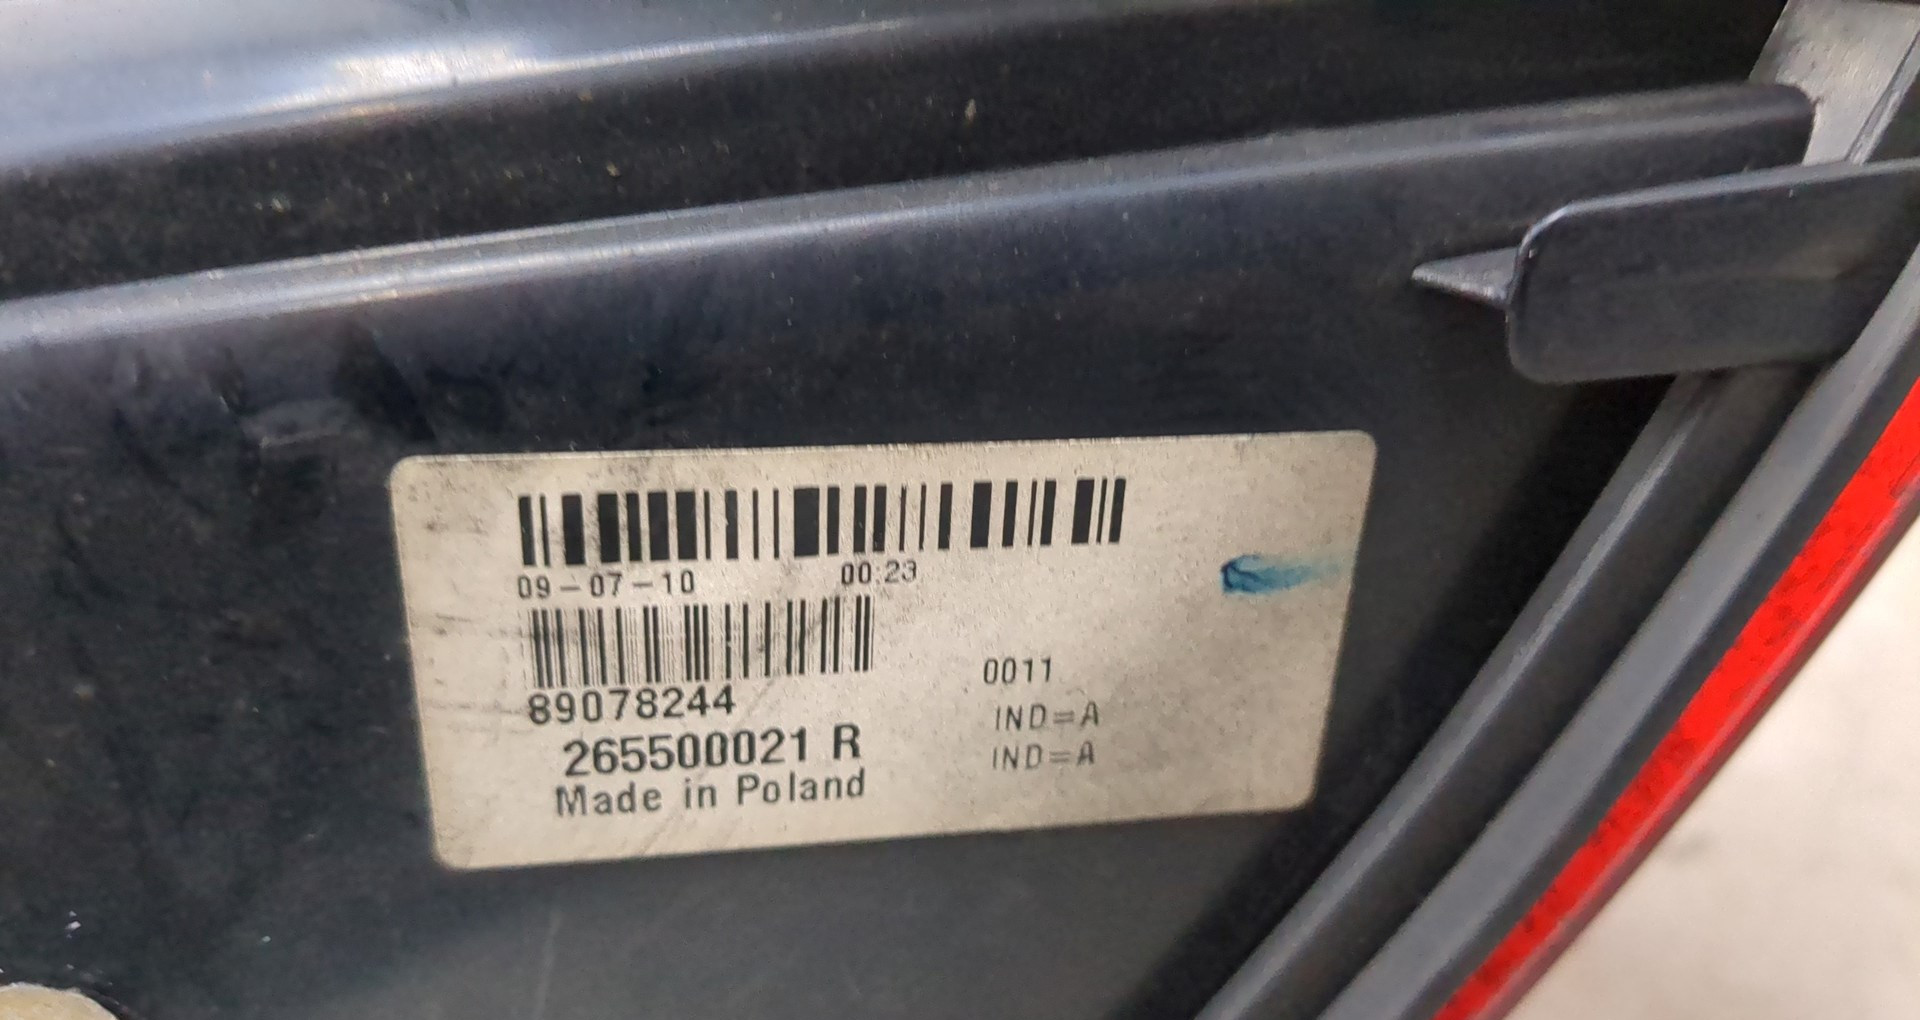 09-07-10 00:23
89078244
265500021 R
Made in Poland
0011
IND=A
IND=A